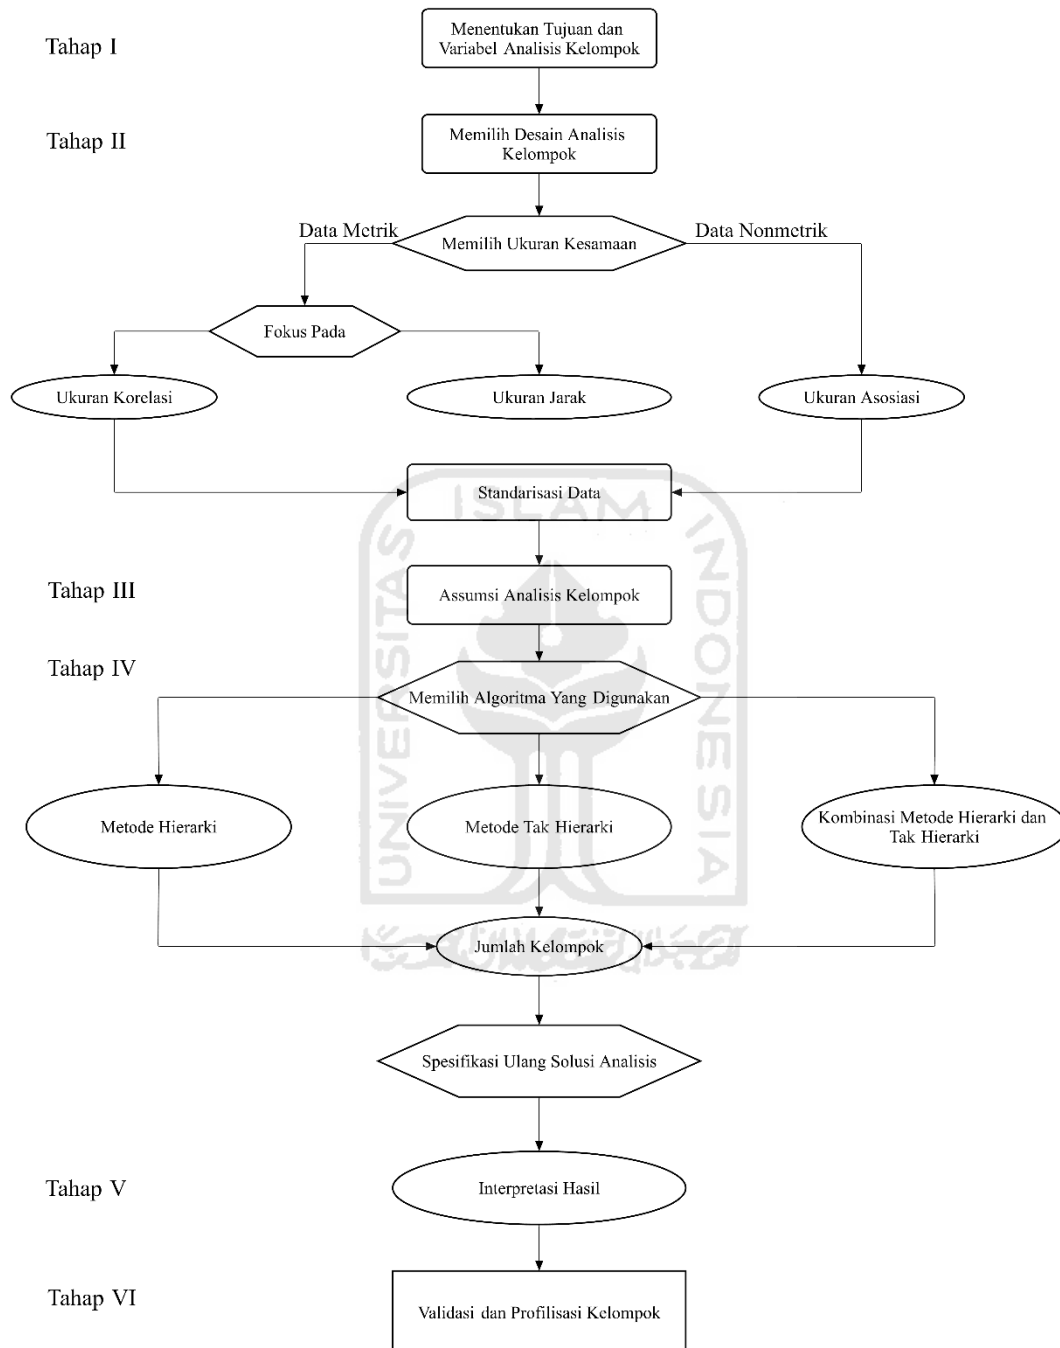 Tahap I
Menentukan Tujuan dan
Variabel Analisis Kelompok
Tahap II
Memilih Desain Analisis
Kelompok
Data Metrik
Memilih Ukuran Kesamaan
Data Nonmetrik
Fokus Pada
Ukuran Korelasi
Ukuran Jarak
Ukuran Asosiasi
Standarisasi Data
ISLAM
UNIVERSITAS
INDONESIA
Tahap III
Assumsi Analisis Kelompok
Tahap IV
Memilih Algoritma Yang Digunakan
Metode Hierarki
Metode Tak Hierarki
Kombinasi Metode Hierarki dan
Tak Hierarki
Jumlah Kelompok
Spesifikasi Ulang Solusi Analisis
Tahap V
Interpretasi Hasil
Tahap VI
Validasi dan Profilisasi Kelompok